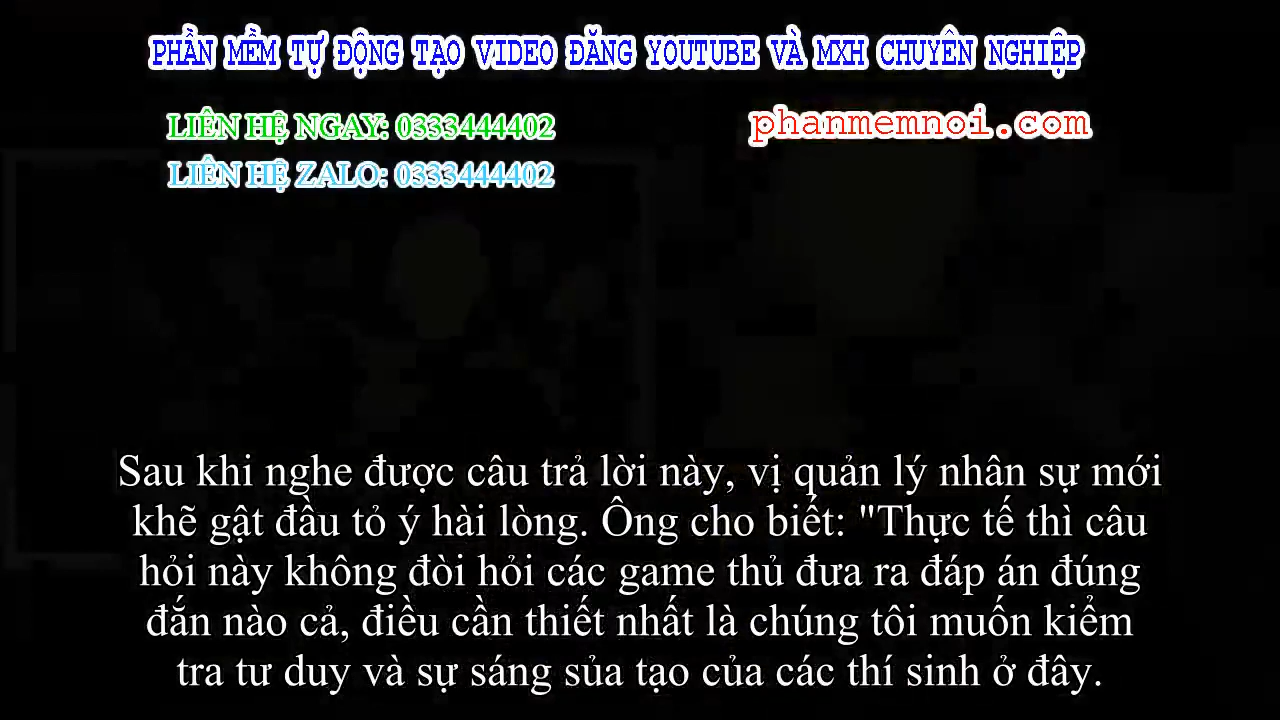 PHẦN MỀM TỰ ĐỘNG TẠO VIDEO ĐĂNG YOUTUBE VÀ MXH CHUYÊN NGHIỆP
LIÊN HỆ NGAY: 0333444402
phanmemnoi.com
LIÊN HỆ ZALO: 0333444402
Sau khi nghe được câu trả lời này, vị quản lý nhân sự mới
khẽ gật đầu tỏ ý hài lòng. Ông cho biết: "Thực tế thì câu
hỏi này không đòi hỏi các game thủ đưa ra đáp án đúng
đắn nào cả, điều cần thiết nhất là chúng tôi muốn kiểm
tra tư duy và sự sáng sủa tạo của các thí sinh ở đây.